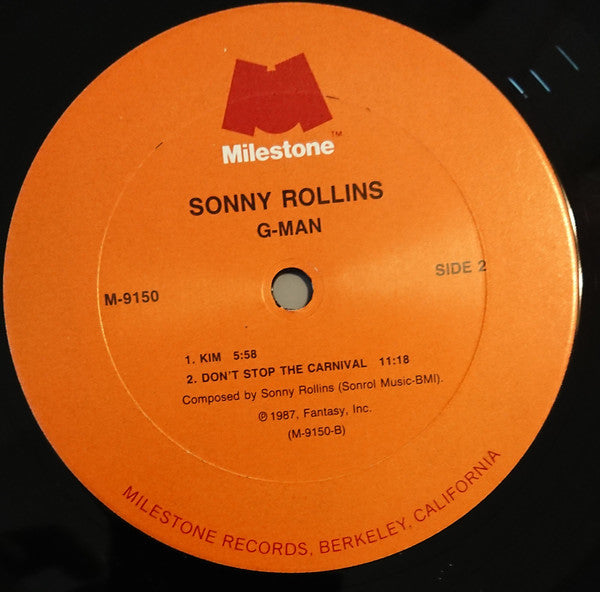 TM
Milestone
SONNY ROLLINS
G-MAN
M-9150
SIDE 2
1. KIM 5:58
2. DON'T STOP THE CARNIVAL 11:18
Composed by Sonny Rollins (Sonrol Music-BMI).
℗ 1987, Fantasy, Inc.
(M-9150-B)
MILESTONE RECORDS, BERKELEY, CALIFORNIA